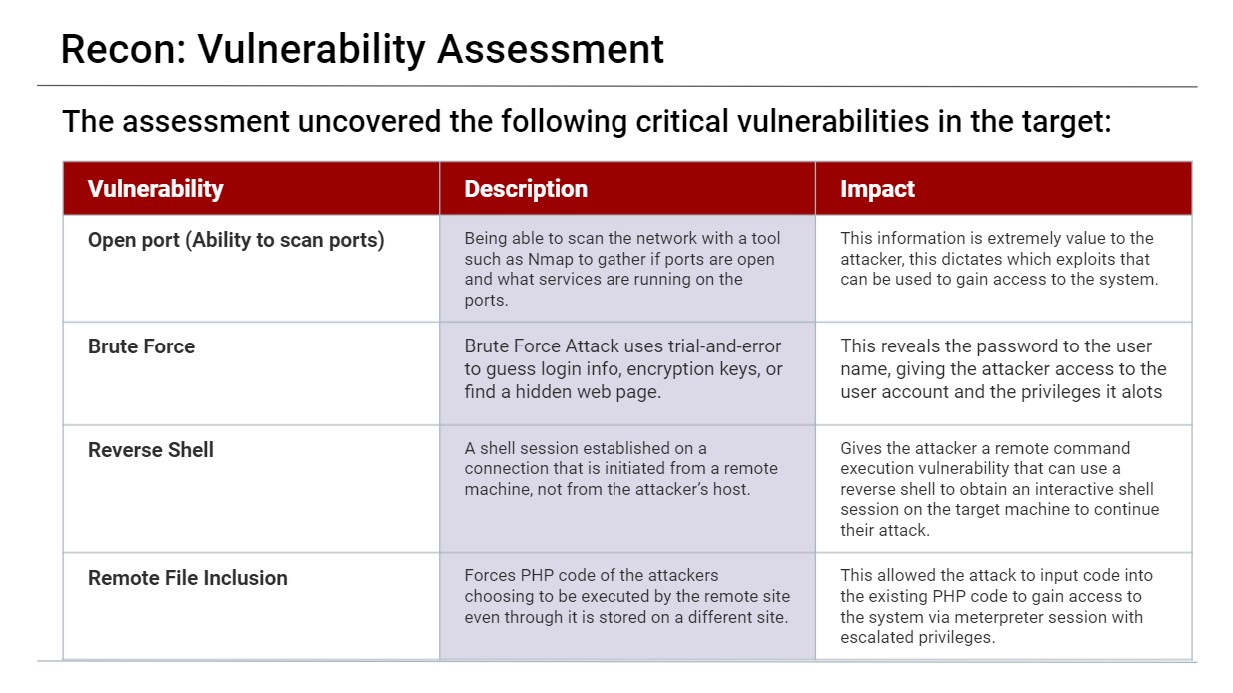 Recon: Vulnerability Assessment
The assessment uncovered the following critical vulnerabilities in the target:
Vulnerability
Description
Impact
Open port (Ability to scan ports)
Being able to scan the network with a tool
such as Nmap to gather if ports are open
and what services are running on the
ports.
This information is extremely value to the
attacker, this dictates which exploits that
can be used to gain access to the system.
Brute Force
Brute Force Attack uses trial-and-error
to guess login info, encryption keys, or
find a hidden web page.
This reveals the password to the user
name, giving the attacker access to the
user account and the privileges it alots
Reverse Shell
A shell session established on a
connection that is initiated from a remote
machine, not from the attacker's host.
Gives the attacker a remote command
execution vulnerability that can use a
reverse shell to obtain an interactive shell
session on the target machine to continue
their attack.
Remote File Inclusion
Forces PHP code of the attackers
choosing to be executed by the remote site
even through it is stored on a different site.
This allowed the attack to input code into
the existing PHP code to gain access to
the system via meterpreter session with
escalated privileges.